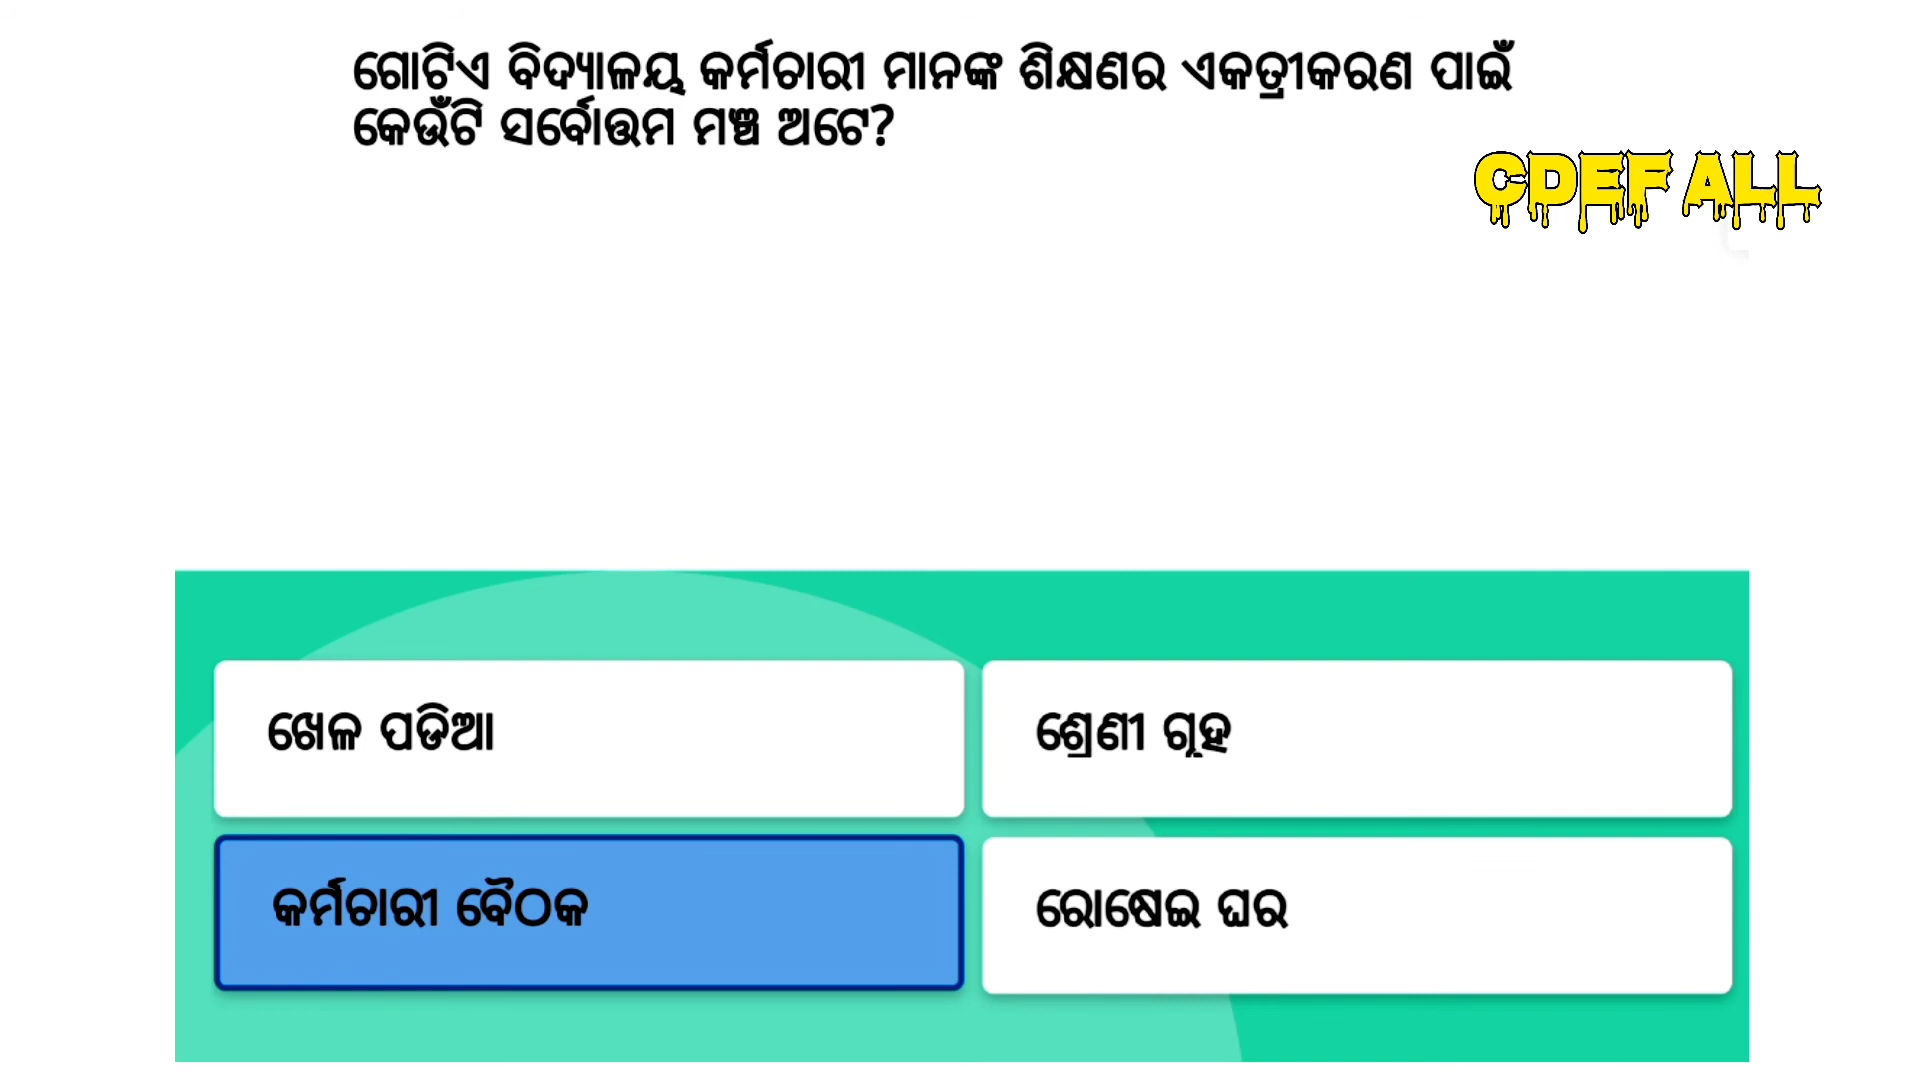 ଗୋଟିଏ ବିଦ୍ୟାଳୟ କର୍ମଚାରୀ ମାନଙ୍କ ଶିକ୍ଷଣର ଏକତ୍ରୀକରଣ ପାଇଁ
କେଉଁଟି ସର୍ବୋତ୍ତମ ମଞ୍ଚ ଅଟେ?
CDEF ALL
ଖେଳ ପଡିଆ
ଶ୍ରେଣୀ ଗୃହ
କର୍ମଚାରୀ ବୈଠକ
ରୋଷେଇ ଘର